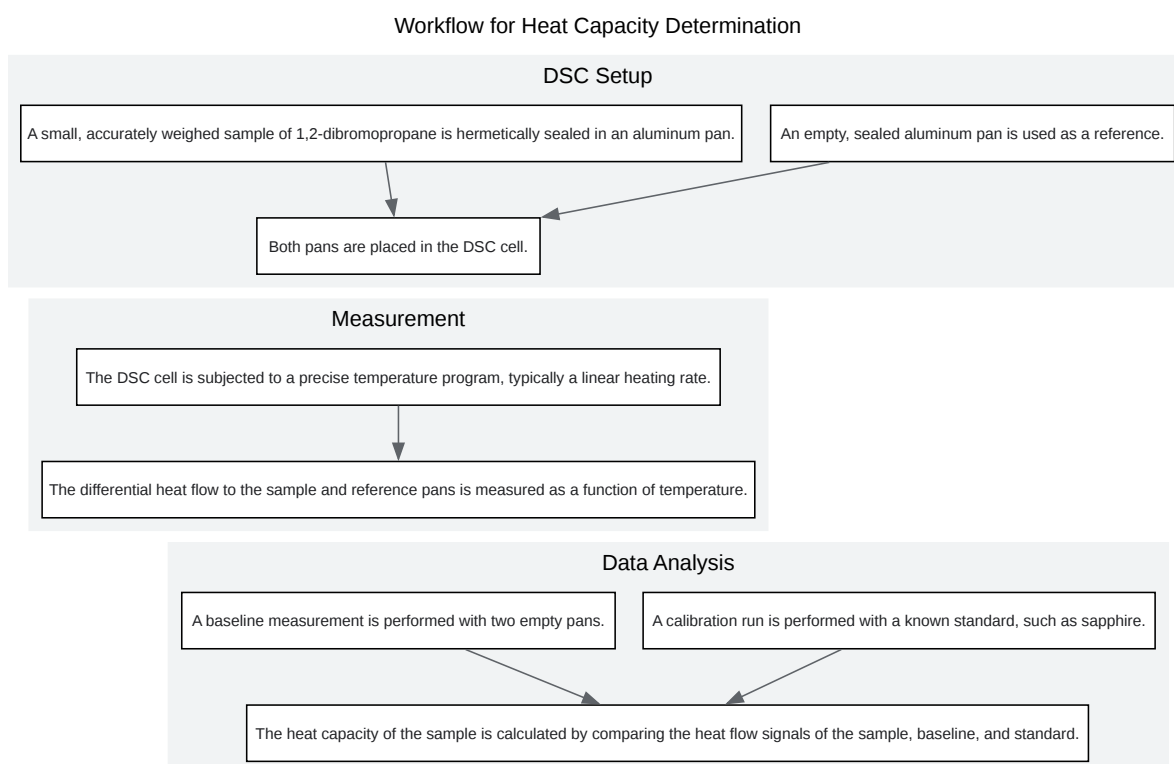 Workflow for Heat Capacity Determination
DSC Setup
A small, accurately weighed sample of 1,2-dibromopropane is hermetically sealed in an aluminum pan.
An empty, sealed aluminum pan is used as a reference.
Both pans are placed in the DSC cell.
Measurement
The DSC cell is subjected to a precise temperature program, typically a linear heating rate.
The differential heat flow to the sample and reference pans is measured as a function of temperature.
Data Analysis
A baseline measurement is performed with two empty pans.
A calibration run is performed with a known standard, such as sapphire.
The heat capacity of the sample is calculated by comparing the heat flow signals of the sample, baseline, and standard.